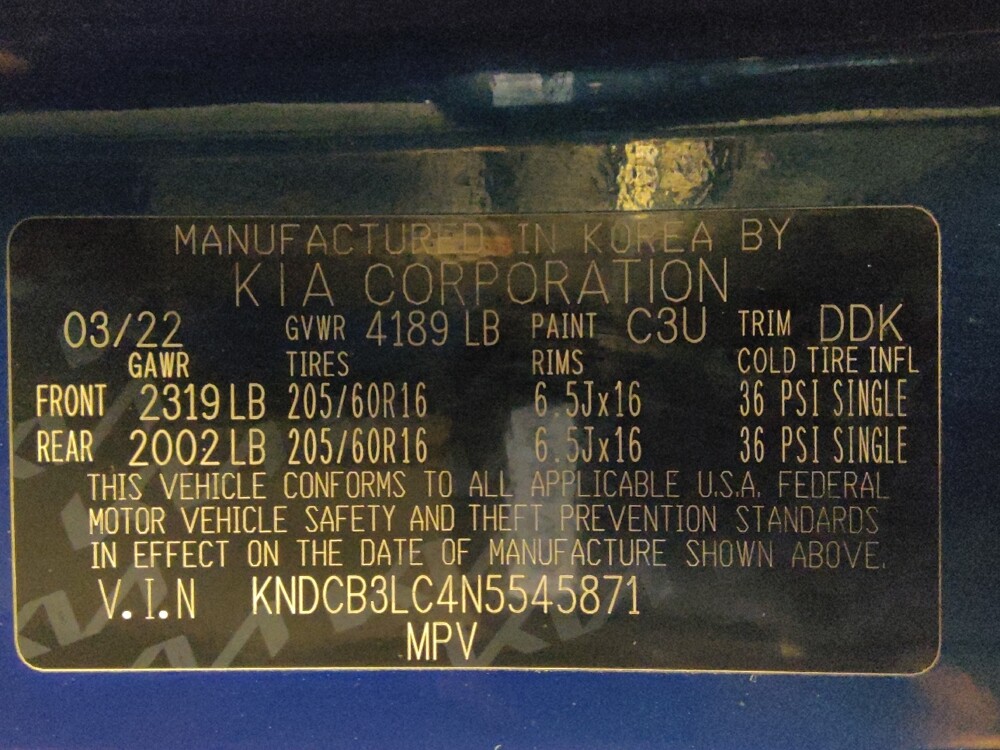 MANUFACTURED IN KOREA BY
KIA CORPORATION
03/22 GVWR 4189 LB PAINT C3U TRIM DDK
GAWR TIRES RIMS COLD TIRE INFL
FRONT 2319 LB 205/60R16 6.5Jx16 36 PSI SINGLE
REAR 2002 LB 205/60R16 6.5Jx16 36 PSI SINGLE
THIS VEHICLE CONFORMS TO ALL APPLICABLE U.S.A. FEDERAL
MOTOR VEHICLE SAFETY AND THEFT PREVENTION STANDARDS
IN EFFECT ON THE DATE OF MANUFACTURE SHOWN ABOVE.
V.I.N KNDCB3LC4N5545871
MPV